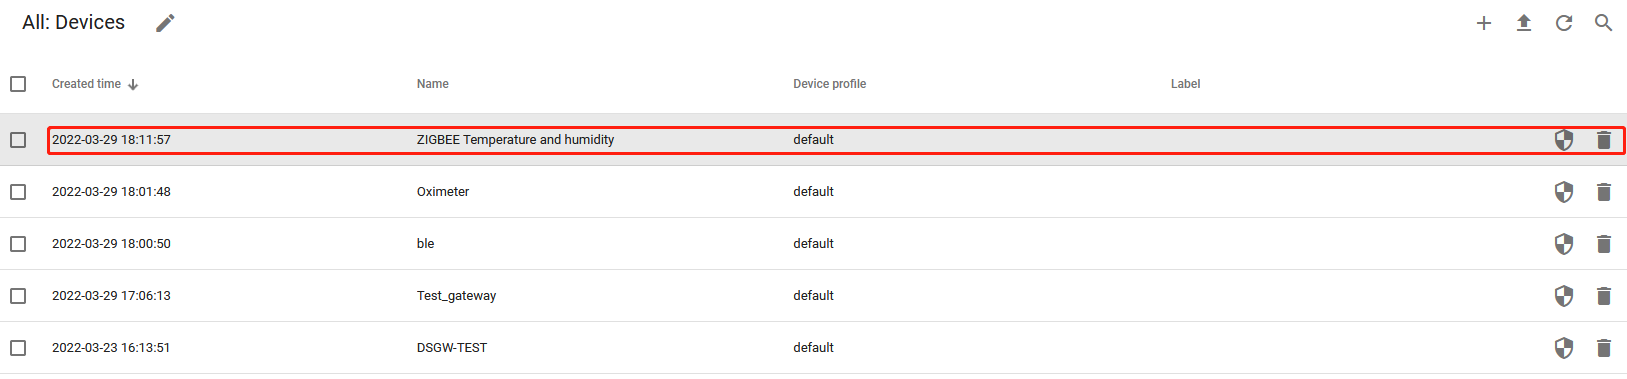 All: Devices
Created time Name Device profile Label
2022-03-29 18:11:57 ZIGBEE Temperature and humidity default
2022-03-29 18:01:48 Oximeter default
2022-03-29 18:00:50 ble default
2022-03-29 17:06:13 Test_gateway default
2022-03-23 16:13:51 DSGW-TEST default